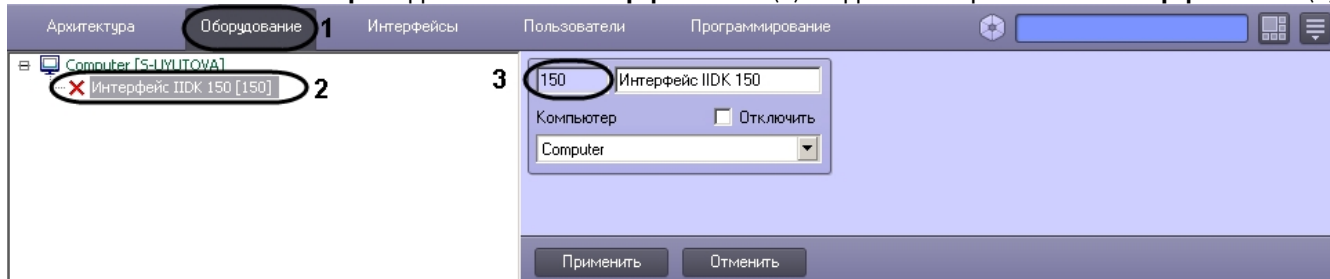 Архитектура Оборудование 1 Интерфейсы Пользователи Программирование
Computer [S-UYUTOVA]
Интерфейс IIDK 150 [150] 2
3 150 Интерфейс IIDK 150
Компьютер Отключить
Computer
Применить Отменить